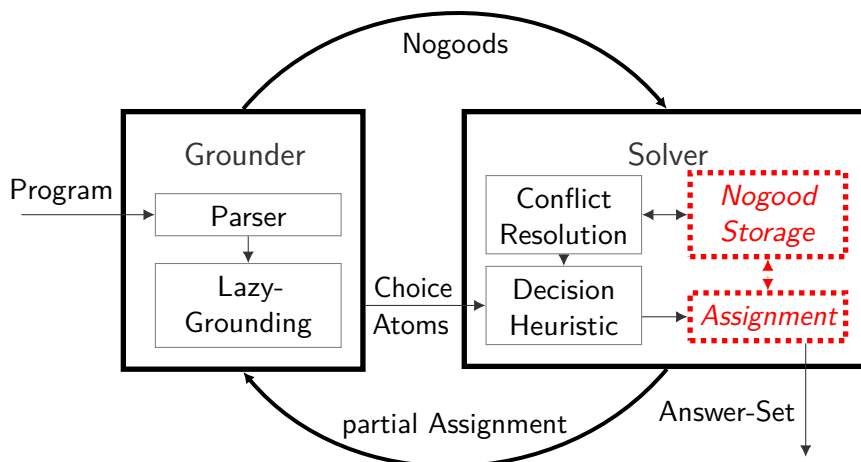 Nogoods
Grounder
Solver
Program
Parser
Lazy-
Grounding
Choice
Atoms
Conflict
Resolution
Decision
Heuristic
Nogood
Storage
Assignment
partial Assignment
Answer-Set